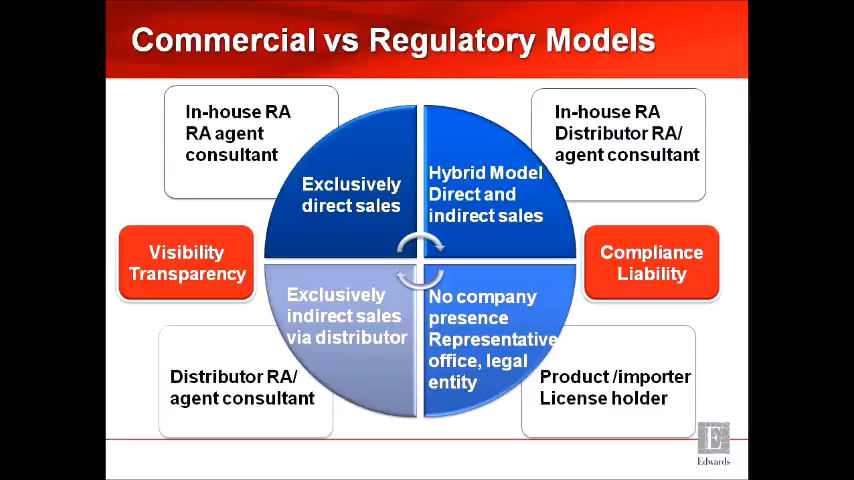 Commercial vs Regulatory Models
In-house RA
RA agent
consultant
In-house RA
Distributor RA/
agent consultant
Exclusively
direct sales
Hybrid Model
Direct and
indirect sales
Visibility
Transparency
Compliance
Liability
Exclusively
indirect sales
via distributor
No company
presence
Representative
office, legal
entity
Distributor RA/
agent consultant
Product /importer
License holder
E
Edwards